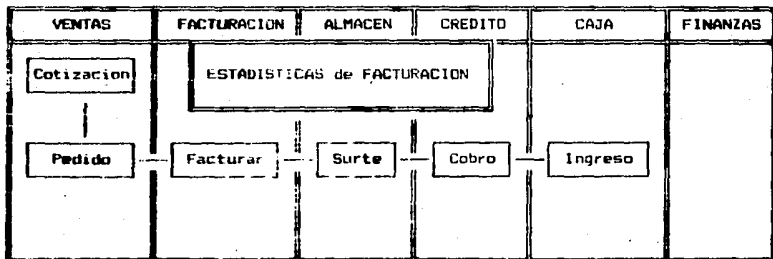 VENTAS FACTURACION ALMACEN CREDITO CAJA FINANZAS
Cotizacion ESTADISTICAS de FACTURACION
Pedido Facturar Surte Cobro Ingreso